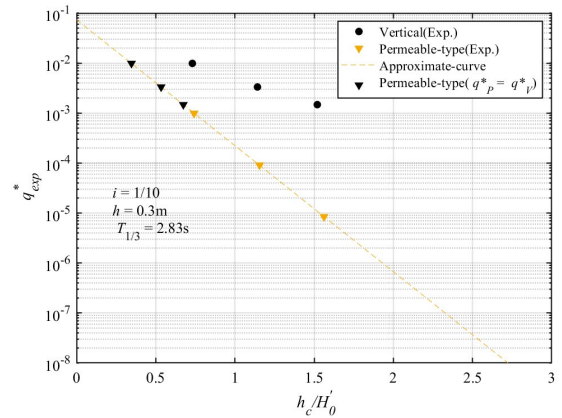 Vertical(Exp.)
Permeable-type(Exp.)
Approximate-curve
Permeable-type( q*P = q*V)
10⁻²
10⁻³
10⁻⁴
10⁻⁵
10⁻⁶
10⁻⁷
10⁻⁸
10⁻¹
q*exp
i = 1/10
h = 0.3m
T1/3 = 2.83s
0
0.5
1
1.5
2
2.5
3
hc/H0′